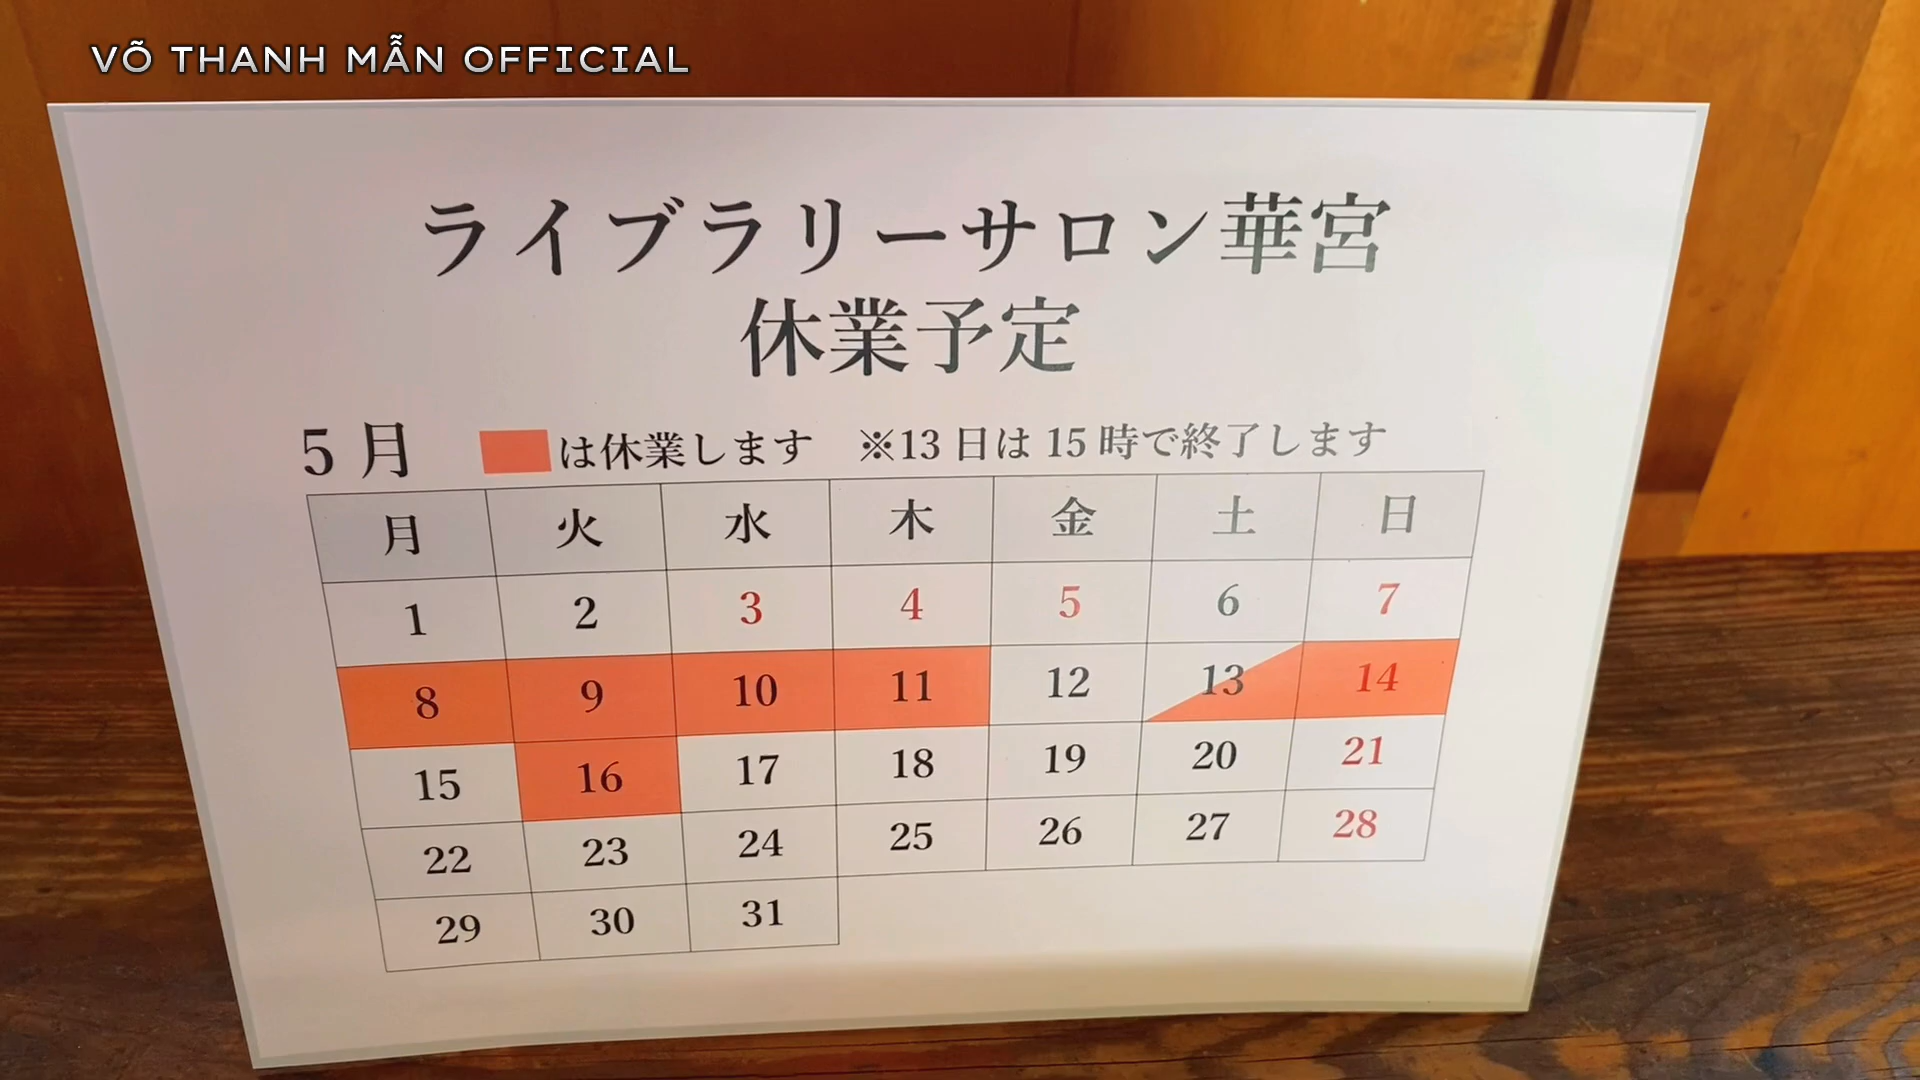 VÕ THANH MẪN OFFICIAL
ライブラリーサロン華宮
休業予定
5月 は休業します ※13日は15時で終了します
月 火 水 木 金 土 日
1 2 3 4 5 6 7
8 9 10 11 12 13 14
15 16 17 18 19 20 21
22 23 24 25 26 27 28
29 30 31